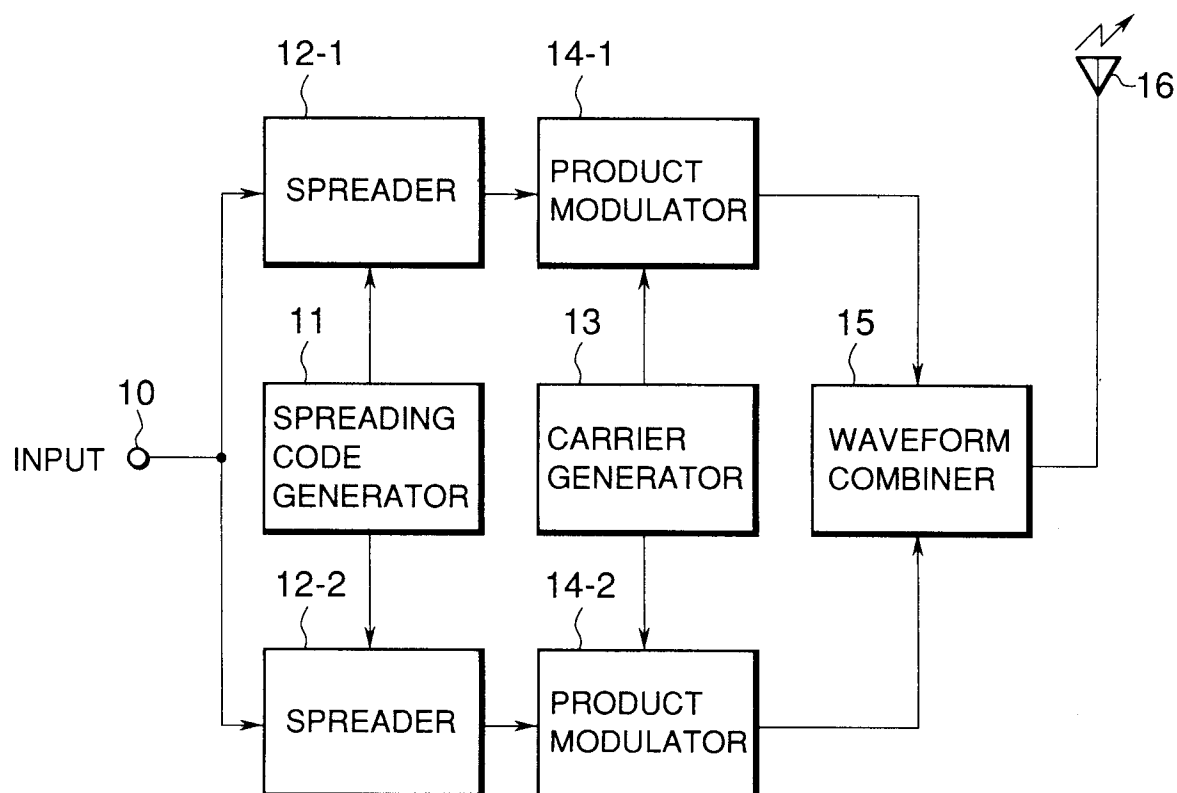 12-1
14-1
16
SPREADER
PRODUCT
MODULATOR
11
13
15
10
INPUT
SPREADING
CODE
GENERATOR
CARRIER
GENERATOR
WAVEFORM
COMBINER
12-2
14-2
SPREADER
PRODUCT
MODULATOR